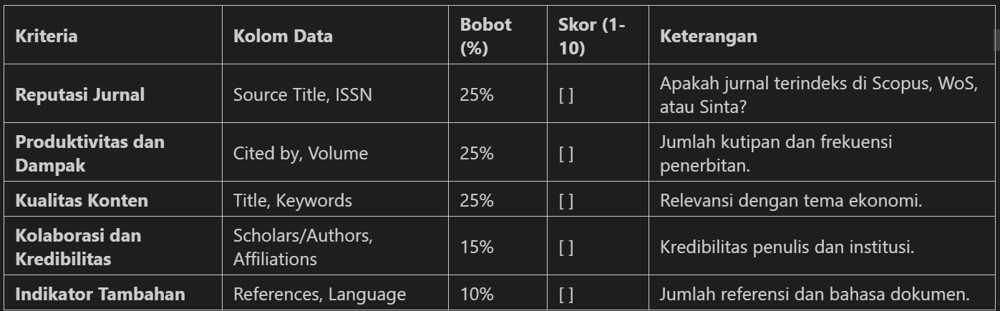 Kriteria Kolom Data Bobot (%) Skor (1-10) Keterangan
Reputasi Jurnal Source Title, ISSN 25% [ ] Apakah jurnal terindeks di Scopus, WoS, atau Sinta?
Produktivitas dan Dampak Cited by, Volume 25% [ ] Jumlah kutipan dan frekuensi penerbitan.
Kualitas Konten Title, Keywords 25% [ ] Relevansi dengan tema ekonomi.
Kolaborasi dan Kredibilitas Scholars/Authors, Affiliations 15% [ ] Kredibilitas penulis dan institusi.
Indikator Tambahan References, Language 10% [ ] Jumlah referensi dan bahasa dokumen.